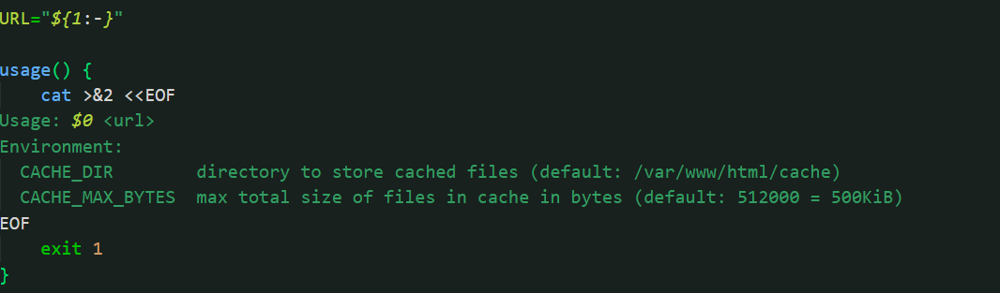 URL="${1:-}"
usage() {
    cat >&2 <<EOF
Usage: $0 <url>
Environment:
  CACHE_DIR        directory to store cached files (default: /var/www/html/cache)
  CACHE_MAX_BYTES  max total size of files in cache in bytes (default: 512000 = 500KiB)
EOF
    exit 1
}